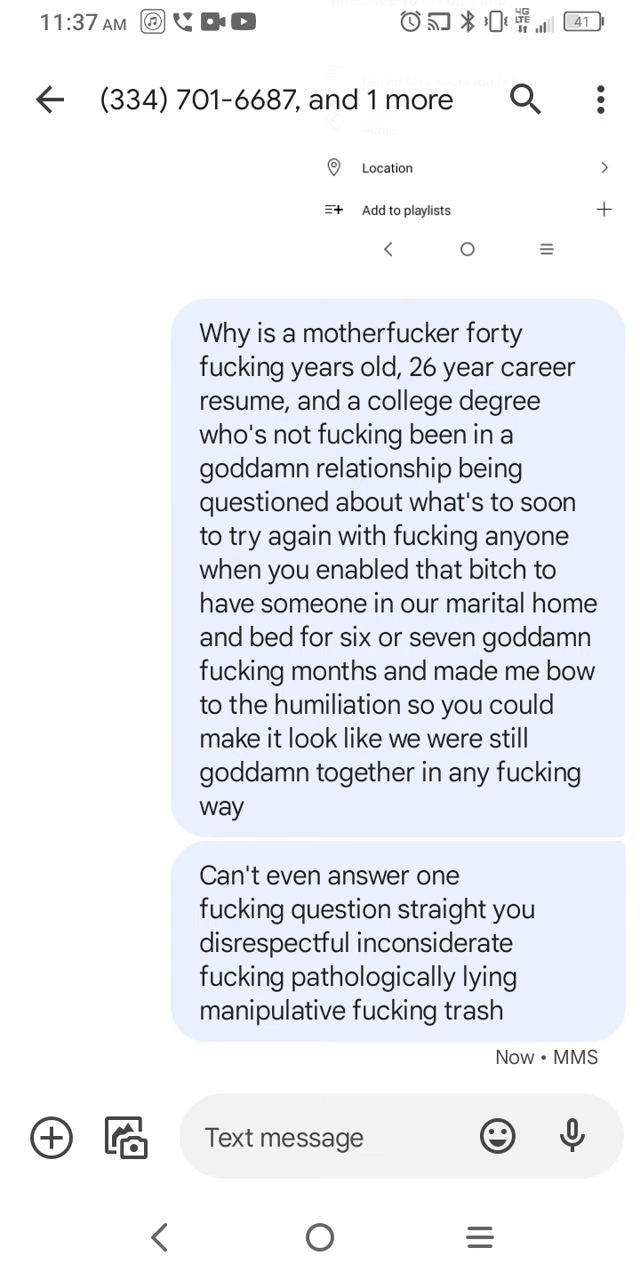 11:37 AM
4G
LTE
41
(334) 701-6687, and 1 more
Location
Add to playlists
Why is a motherfucker forty
fucking years old, 26 year career
resume, and a college degree
who's not fucking been in a
goddamn relationship being
questioned about what's to soon
to try again with fucking anyone
when you enabled that bitch to
have someone in our marital home
and bed for six or seven goddamn
fucking months and made me bow
to the humiliation so you could
make it look like we were still
goddamn together in any fucking
way
Can't even answer one
fucking question straight you
disrespectful inconsiderate
fucking pathologically lying
manipulative fucking trash
Now • MMS
Text message